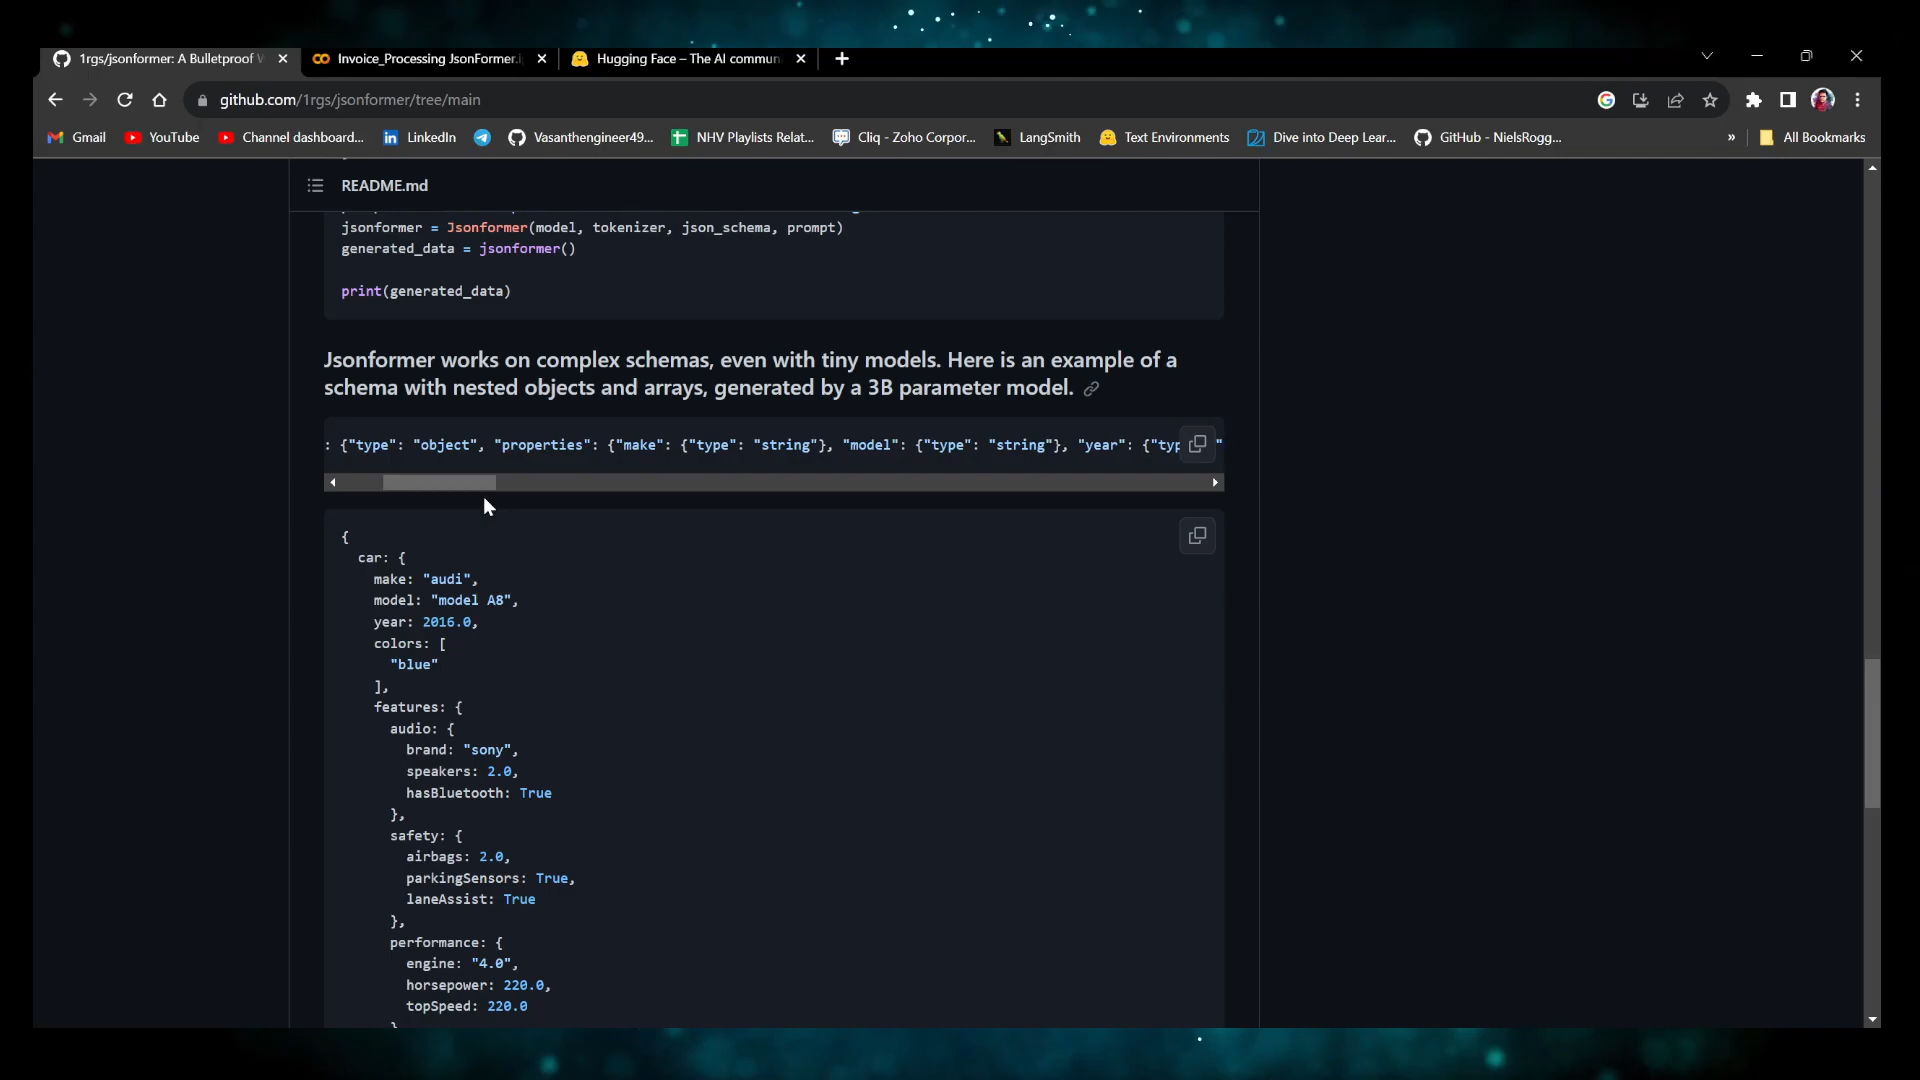 1rgs/jsonformer: A Bulletproof
Invoice_Processing JsonFormer.i
Hugging Face – The AI commun
github.com/1rgs/jsonformer/tree/main
Gmail
YouTube
Channel dashboard...
LinkedIn
Vasanthengineer49...
NHV Playlists Relat...
Cliq - Zoho Corpor...
LangSmith
Text Environments
Dive into Deep Lear...
GitHub - NielsRogg...
»
All Bookmarks
README.md
jsonformer = Jsonformer(model, tokenizer, json_schema, prompt)
generated_data = jsonformer()
print(generated_data)
Jsonformer works on complex schemas, even with tiny models. Here is an example of a
schema with nested objects and arrays, generated by a 3B parameter model.
: {"type": "object", "properties": {"make": {"type": "string"}, "model": {"type": "string"}, "year": {"typ "
{
car: {
make: "audi",
model: "model A8",
year: 2016.0,
colors: [
"blue"
],
features: {
audio: {
brand: "sony",
speakers: 2.0,
hasBluetooth: True
},
safety: {
airbags: 2.0,
parkingSensors: True,
laneAssist: True
},
performance: {
engine: "4.0",
horsepower: 220.0,
topSpeed: 220.0
}